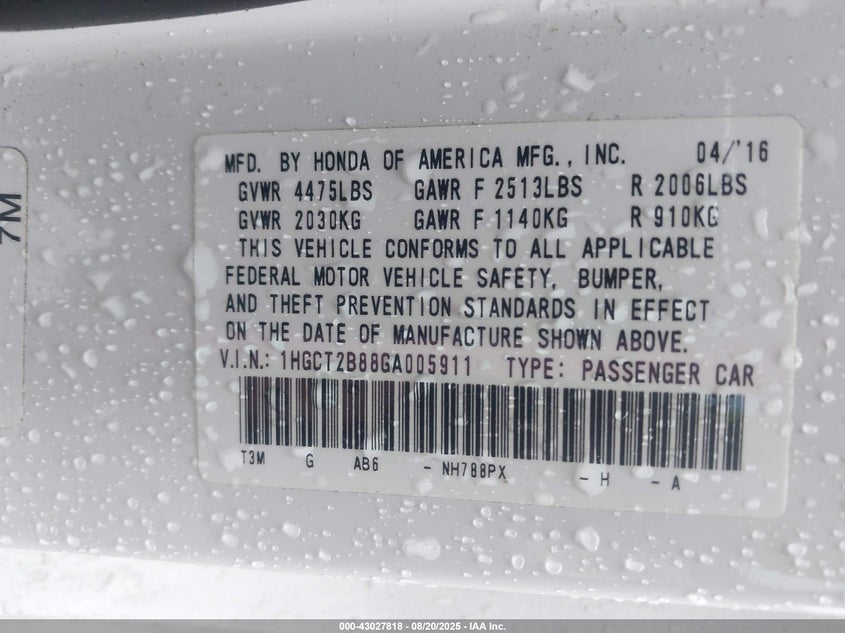 7M
MFD. BY HONDA OF AMERICA MFG., INC. 04/'16
GVWR 4475LBS GAWR F 2513LBS R 2006LBS
GVWR 2030KG GAWR F 1140KG R 910KG
THIS VEHICLE CONFORMS TO ALL APPLICABLE
FEDERAL MOTOR VEHICLE SAFETY, BUMPER,
AND THEFT PREVENTION STANDARDS IN EFFECT
ON THE DATE OF MANUFACTURE SHOWN ABOVE.
V.I.N.: 1HGCT2B88GA005911 TYPE: PASSENGER CAR
T3M G AB6 - NH788PX - H - A
000-43027818 - 08/20/2025 - IAA Inc.